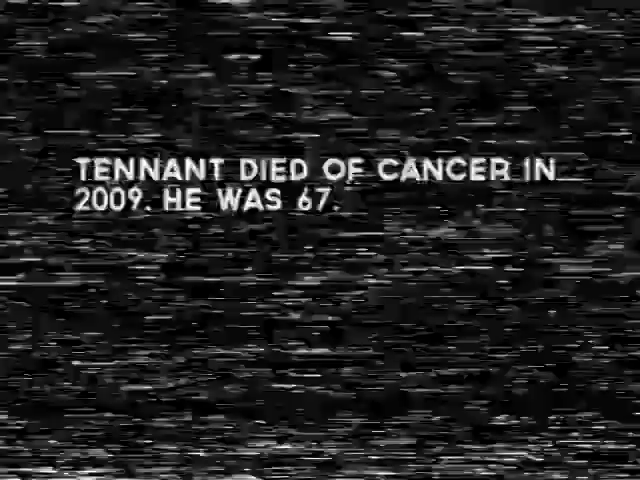 TENNANT DIED OF CANCER IN
2009. HE WAS 67.